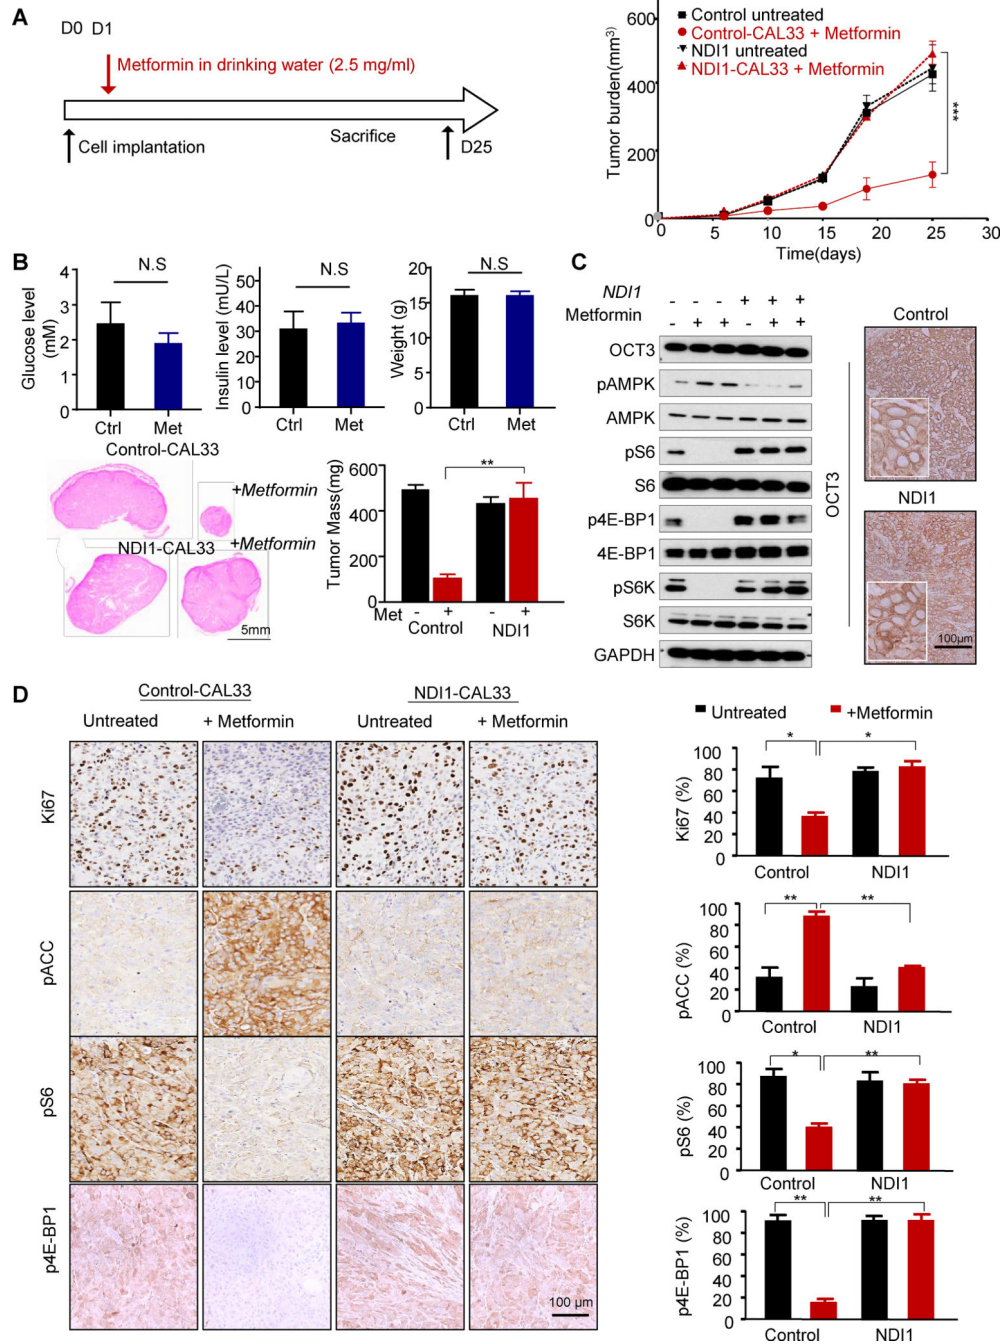 A
D0 D1
Metformin in drinking water (2.5 mg/ml)
Cell implantation
Sacrifice
D25
Tumor burden(mm3)
600
400
200
0
0 5 10 15 20 25 30
Time(days)
Control untreated
Control-CAL33 + Metformin
NDI1 untreated
NDI1-CAL33 + Metformin
***
B
Glucose level
(mM)
4
3
2
1
0
N.S
Ctrl Met
Insulin level (mU/L)
50
40
30
20
10
0
N.S
Ctrl Met
Weight (g)
20
15
10
5
0
N.S
Ctrl Met
Control-CAL33
+Metformin
NDI1-CAL33
+Metformin
5mm
Tumor Mass(mg)
600
400
200
0
**
Met - + - +
Control NDI1
C
NDI1 - - - + + +
Metformin - + + - + +
OCT3
pAMPK
AMPK
pS6
S6
p4E-BP1
4E-BP1
pS6K
S6K
GAPDH
OCT3
Control
NDI1
100µm
D
Control-CAL33 NDI1-CAL33
Untreated + Metformin Untreated + Metformin
Ki67
pACC
pS6
p4E-BP1
100 µm
Untreated +Metformin
Ki67 (%)
100
80
60
40
20
0
* *
Control NDI1
pACC (%)
100
80
60
40
20
0
** **
Control NDI1
pS6 (%)
100
80
60
40
20
0
* **
Control NDI1
p4E-BP1 (%)
100
80
60
40
20
0
** **
Control NDI1